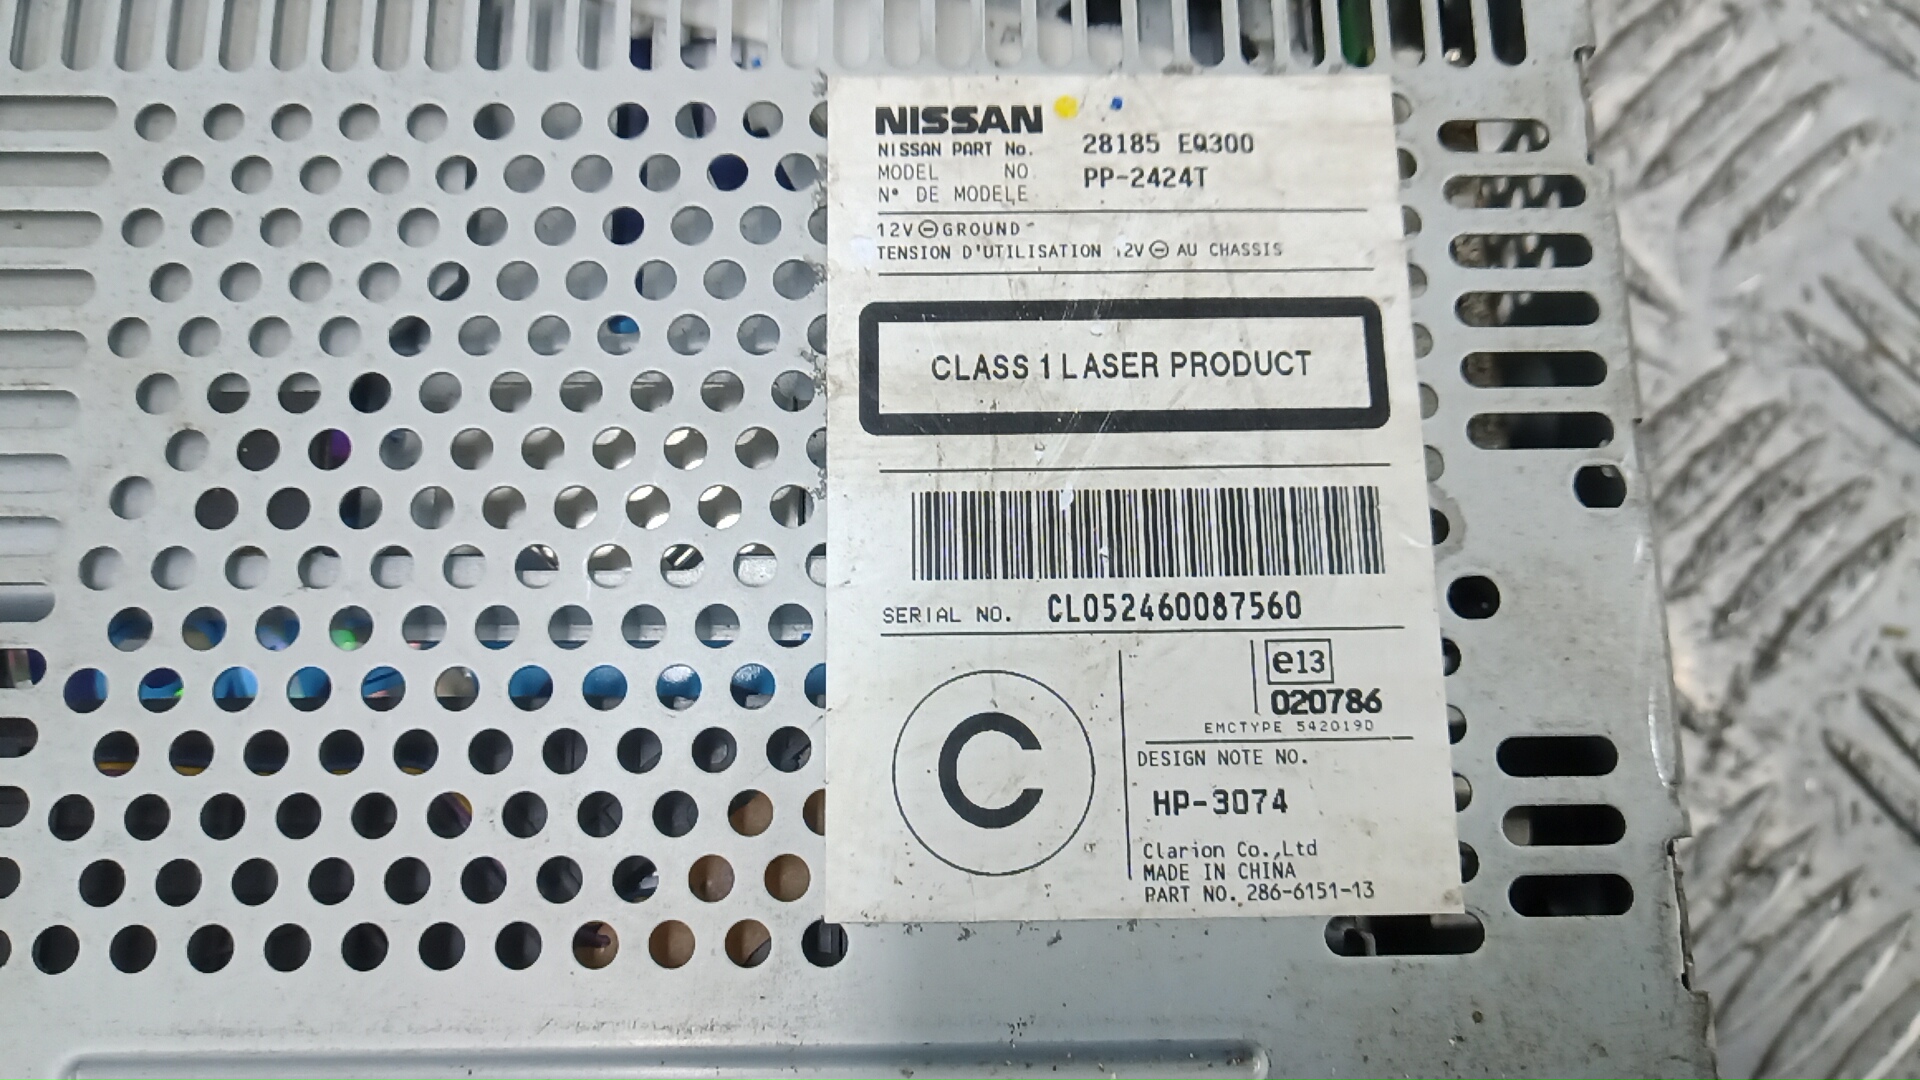 NISSAN
NISSAN PART No. 28185 EQ300
MODEL NO. PP-2424T
N° DE MODELE
12V ⊖ GROUND
TENSION D'UTILISATION 12V ⊖ AU CHASSIS
CLASS 1 LASER PRODUCT
SERIAL NO. CL052460087560
e13
020786
EMCTYPE 542019D
DESIGN NOTE NO.
HP-3074
C
Clarion Co.,Ltd
MADE IN CHINA
PART NO. 286-6151-13